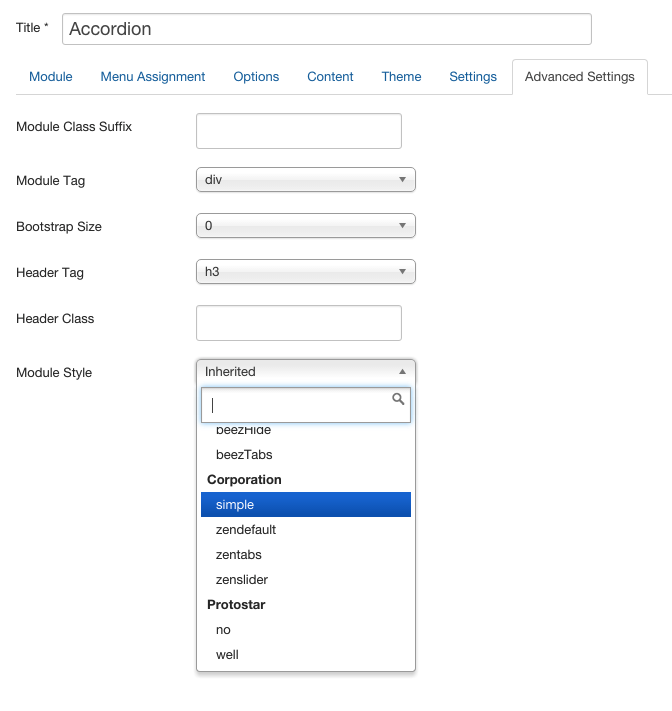 Title *
Accordion
Module Menu Assignment Options Content Theme Settings Advanced Settings
Module Class Suffix
Module Tag div
Bootstrap Size 0
Header Tag h3
Header Class
Module Style Inherited
beezHide
beezTabs
Corporation
simple
zendefault
zentabs
zenslider
Protostar
no
well